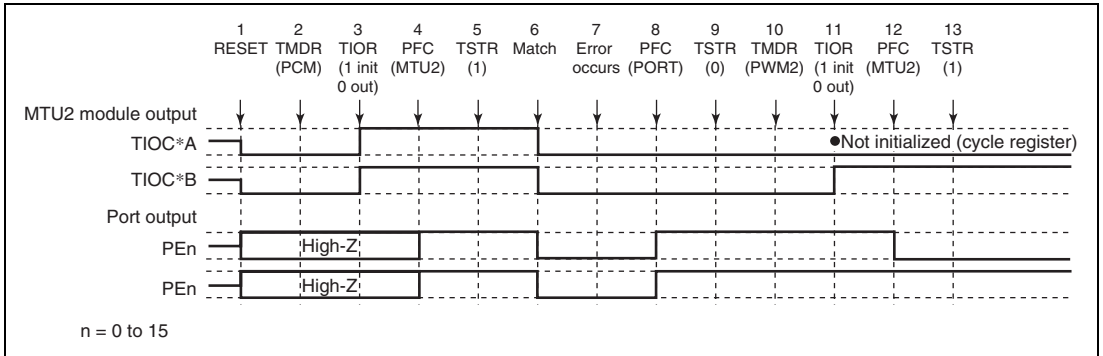 1 2 3 4 5 6 7 8 9 10 11 12 13
RESET TMDR TIOR PFC TSTR Match Error PFC TSTR TMDR TIOR PFC TSTR
(PCM) (1 init (MTU2) (1) occurs (PORT) (0) (PWM2) (1 init (MTU2) (1)
0 out) 0 out)
MTU2 module output
TIOC*A
●Not initialized (cycle register)
TIOC*B
Port output
PEn High-Z
PEn High-Z
n = 0 to 15